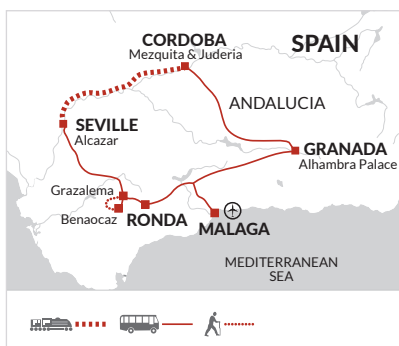 CORDOBA
Mezquita & Juderia
SPAIN
ANDALUCIA
SEVILLE
Alcazar
GRANADA
Alhambra Palace
Grazalema
Benaocaz
RONDA
MALAGA
MEDITERRANEAN
SEA